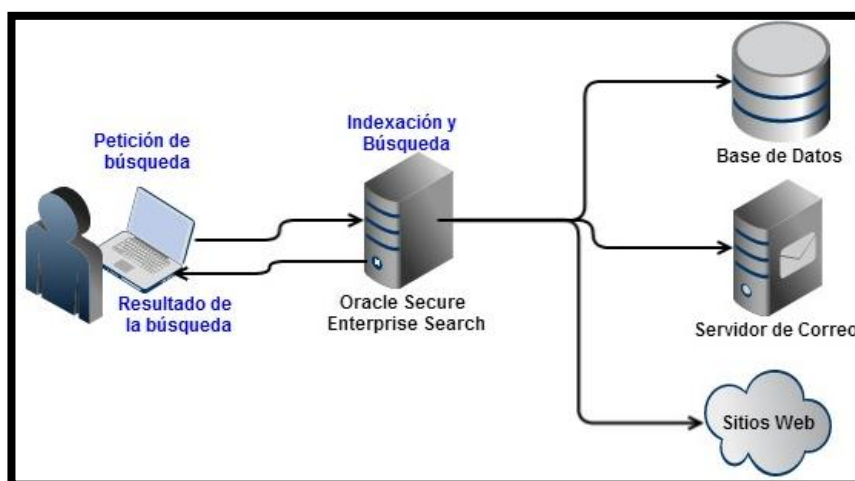 Petición de
búsqueda
Resultado de
la búsqueda
Indexación y
Búsqueda
Oracle Secure
Enterprise Search
Base de Datos
Servidor de Correo
Sitios Web